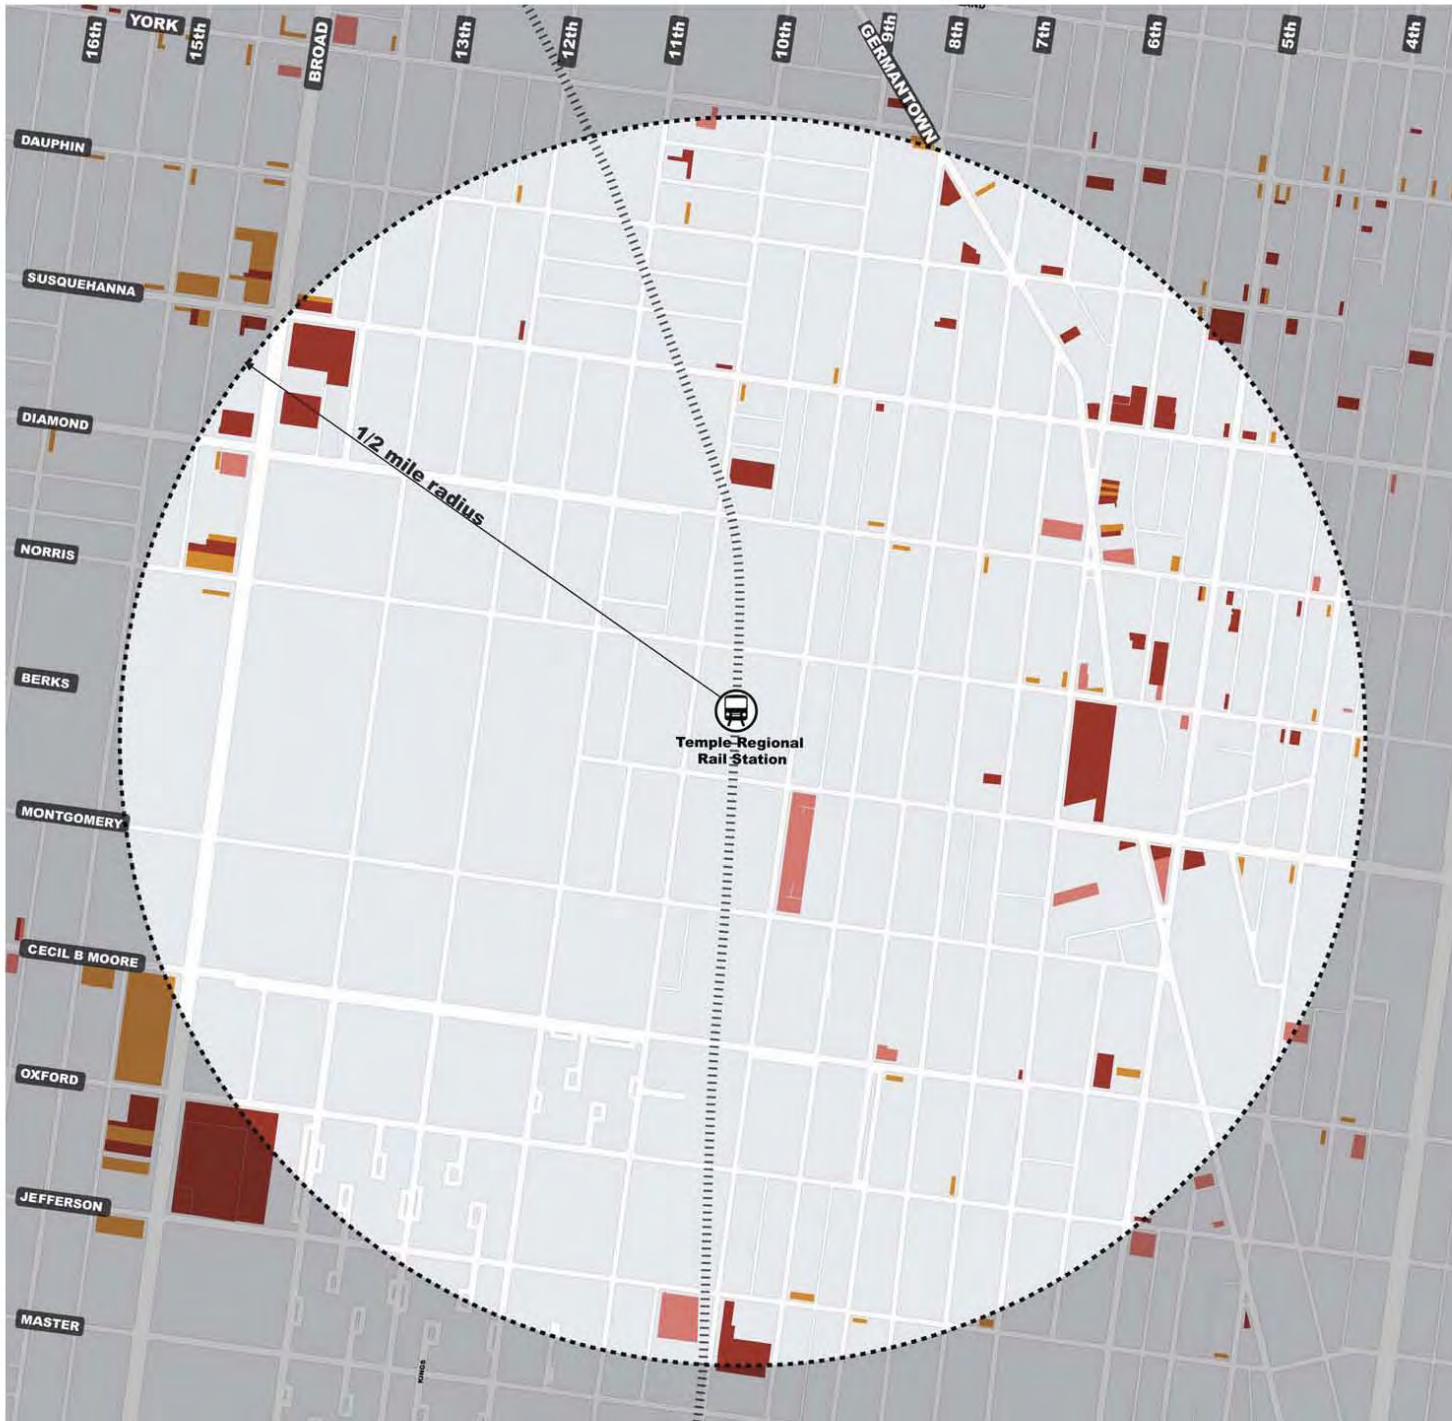 YORK
16th
15th
BROAD
13th
12th
11th
10th
9th
GERMANTOWN
8th
7th
6th
5th
4th
DAUPHIN
SUSQUEHANNA
DIAMOND
1/2 mile radius
NORRIS
BERKS
Temple Regional
Rail Station
MONTGOMERY
CECIL B MOORE
OXFORD
JEFFERSON
MASTER
KINGS